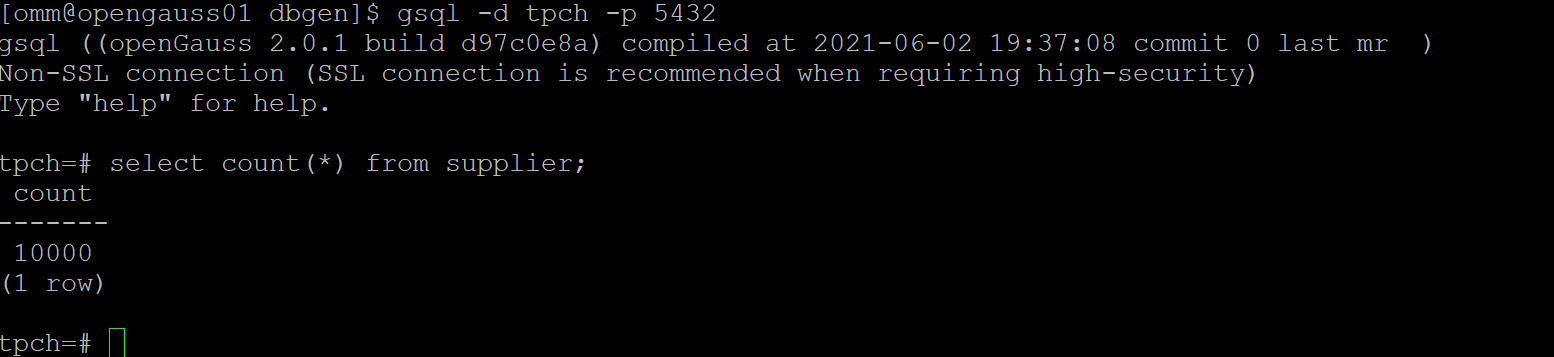 [omm@opengauss01 dbgen]$ gsql -d tpch -p 5432
gsql ((openGauss 2.0.1 build d97c0e8a) compiled at 2021-06-02 19:37:08 commit 0 last mr  )
Non-SSL connection (SSL connection is recommended when requiring high-security)
Type "help" for help.

tpch=# select count(*) from supplier;
 count
-------
 10000
(1 row)

tpch=#